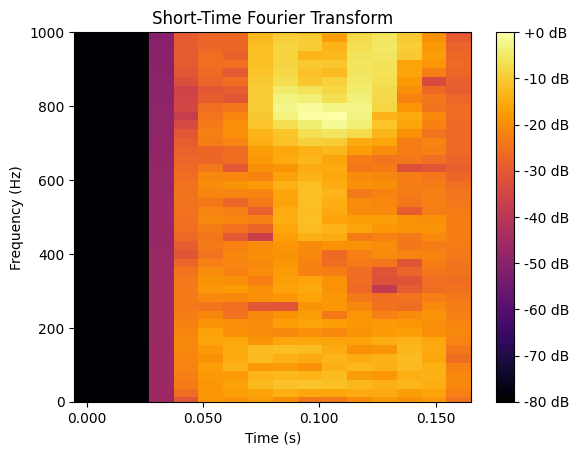 Short-Time Fourier Transform
1000
800
600
400
200
0
Frequency (Hz)
0.000
0.050
0.100
0.150
Time (s)
+0 dB
-10 dB
-20 dB
-30 dB
-40 dB
-50 dB
-60 dB
-70 dB
-80 dB